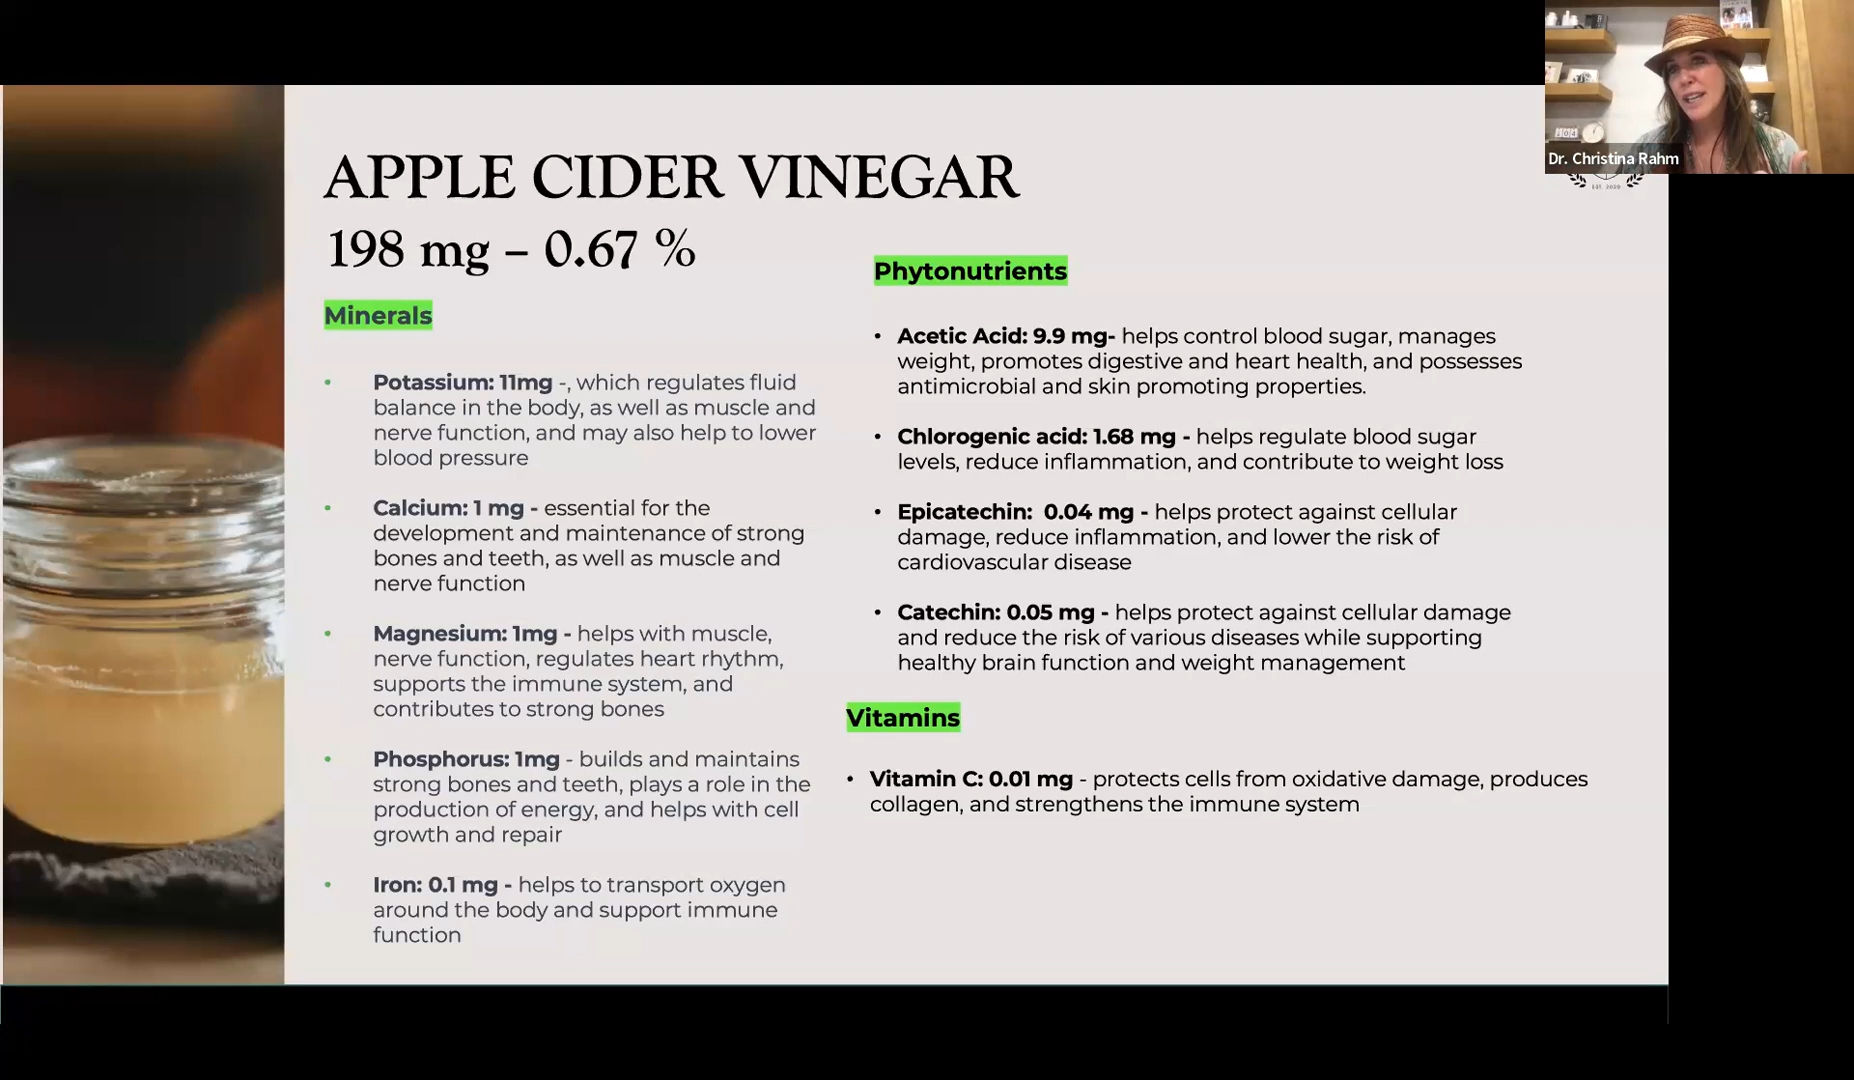 Dr. Christina Rahm
EST. 2020
APPLE CIDER VINEGAR
198 mg – 0.67 %
Minerals
• Potassium: 11mg -, which regulates fluid
balance in the body, as well as muscle and
nerve function, and may also help to lower
blood pressure
• Calcium: 1 mg - essential for the
development and maintenance of strong
bones and teeth, as well as muscle and
nerve function
• Magnesium: 1mg - helps with muscle,
nerve function, regulates heart rhythm,
supports the immune system, and
contributes to strong bones
• Phosphorus: 1mg - builds and maintains
strong bones and teeth, plays a role in the
production of energy, and helps with cell
growth and repair
• Iron: 0.1 mg - helps to transport oxygen
around the body and support immune
function
Phytonutrients
• Acetic Acid: 9.9 mg- helps control blood sugar, manages
weight, promotes digestive and heart health, and possesses
antimicrobial and skin promoting properties.
• Chlorogenic acid: 1.68 mg - helps regulate blood sugar
levels, reduce inflammation, and contribute to weight loss
• Epicatechin:  0.04 mg - helps protect against cellular
damage, reduce inflammation, and lower the risk of
cardiovascular disease
• Catechin: 0.05 mg - helps protect against cellular damage
and reduce the risk of various diseases while supporting
healthy brain function and weight management
Vitamins
• Vitamin C: 0.01 mg - protects cells from oxidative damage, produces
collagen, and strengthens the immune system